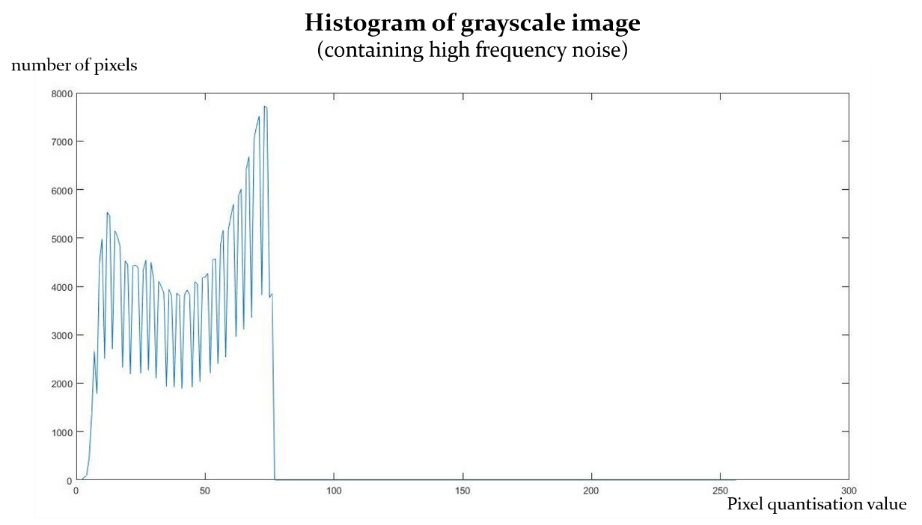 Histogram of grayscale image
(containing high frequency noise)
number of pixels
8000
7000
6000
5000
4000
3000
2000
1000
0
0 50 100 150 200 250 300
Pixel quantisation value